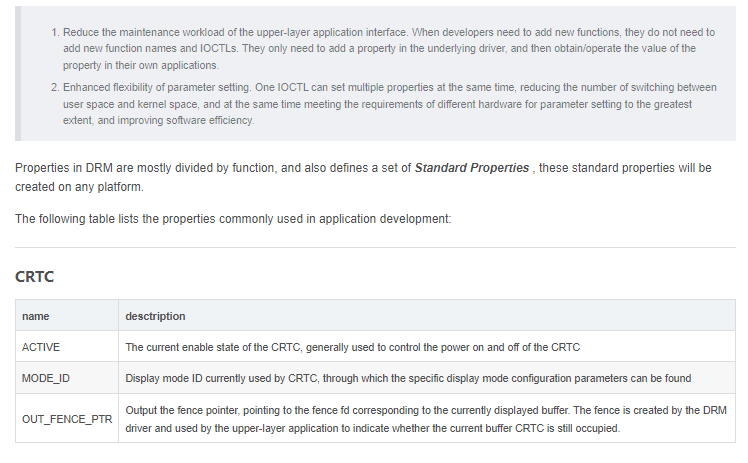 1. Reduce the maintenance workload of the upper-layer application interface. When developers need to add new functions, they do not need to
add new function names and IOCTLs. They only need to add a property in the underlying driver, and then obtain/operate the value of the
property in their own applications.
2. Enhanced flexibility of parameter setting. One IOCTL can set multiple properties at the same time, reducing the number of switching between
user space and kernel space, and at the same time meeting the requirements of different hardware for parameter setting to the greatest
extent, and improving software efficiency.
Properties in DRM are mostly divided by function, and also defines a set of Standard Properties , these standard properties will be
created on any platform.
The following table lists the properties commonly used in application development:
CRTC
name desctription
ACTIVE The current enable state of the CRTC, generally used to control the power on and off of the CRTC
MODE_ID Display mode ID currently used by CRTC, through which the specific display mode configuration parameters can be found
OUT_FENCE_PTR Output the fence pointer, pointing to the fence fd corresponding to the currently displayed buffer. The fence is created by the DRM
driver and used by the upper-layer application to indicate whether the current buffer CRTC is still occupied.